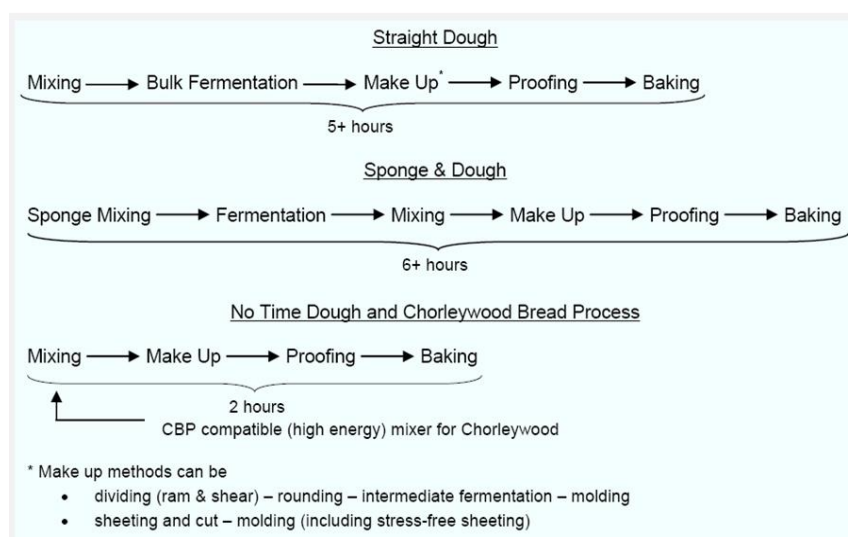 Straight Dough
Mixing → Bulk Fermentation → Make Up* → Proofing → Baking
5+ hours
Sponge & Dough
Sponge Mixing → Fermentation → Mixing → Make Up → Proofing → Baking
6+ hours
No Time Dough and Chorleywood Bread Process
Mixing → Make Up → Proofing → Baking
2 hours
CBP compatible (high energy) mixer for Chorleywood
* Make up methods can be
• dividing (ram & shear) – rounding – intermediate fermentation – molding
• sheeting and cut – molding (including stress-free sheeting)